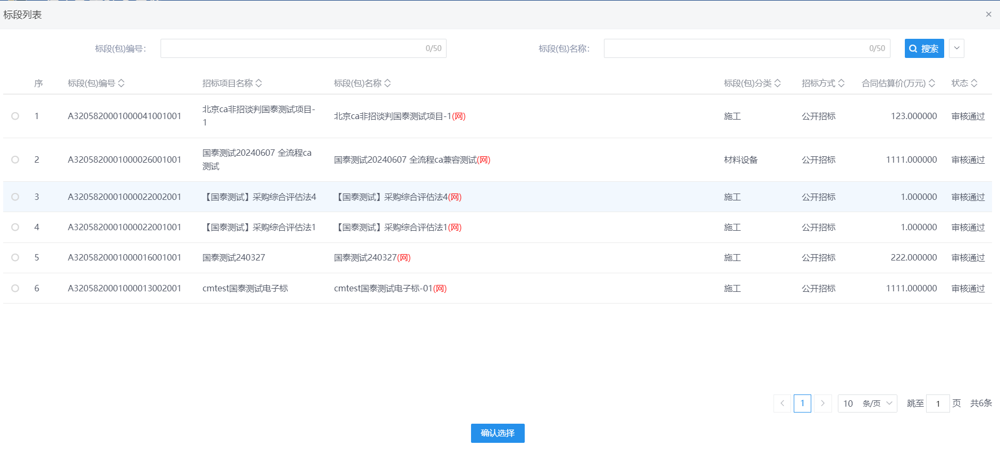 标段列表
标段(包)编号： 0/50 标段(包)名称： 0/50 搜索
序 标段(包)编号 招标项目名称 标段(包)名称 标段(包)分类 招标方式 合同估算价(万元) 状态
1 A3205820001000041001001 北京ca非招谈判国泰测试项目-
1 北京ca非招谈判国泰测试项目-1(网) 施工 公开招标 123.000000 审核通过
2 A3205820001000026001001 国泰测试20240607 全流程ca
测试 国泰测试20240607 全流程ca兼容测试(网) 材料设备 公开招标 1111.000000 审核通过
3 A3205820001000022002001 【国泰测试】采购综合评估法4 【国泰测试】采购综合评估法4(网) 施工 公开招标 1.000000 审核通过
4 A3205820001000022001001 【国泰测试】采购综合评估法1 【国泰测试】采购综合评估法1(网) 施工 公开招标 1.000000 审核通过
5 A3205820001000016001001 国泰测试240327 国泰测试240327(网) 施工 公开招标 222.000000 审核通过
6 A3205820001000013002001 cmtest国泰测试电子标 cmtest国泰测试电子标-01(网) 施工 公开招标 1111.000000 审核通过
1 10 条/页 跳至 1 页 共6条
确认选择